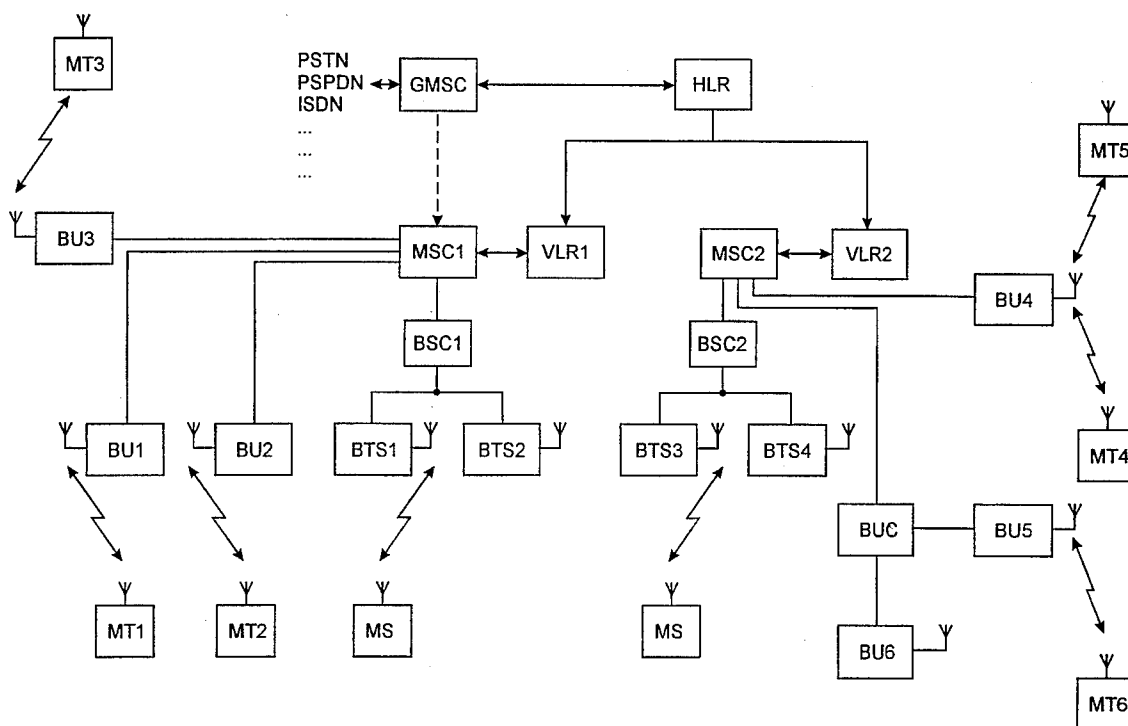 MT3
PSTN
PSPDN
ISDN
...
...
...
GMSC
HLR
MT5
BU3
MSC1
VLR1
MSC2
VLR2
BU4
BSC1
BSC2
BU1
BU2
BTS1
BTS2
BTS3
BTS4
MT4
BUC
BU5
MT1
MT2
MS
MS
BU6
MT6